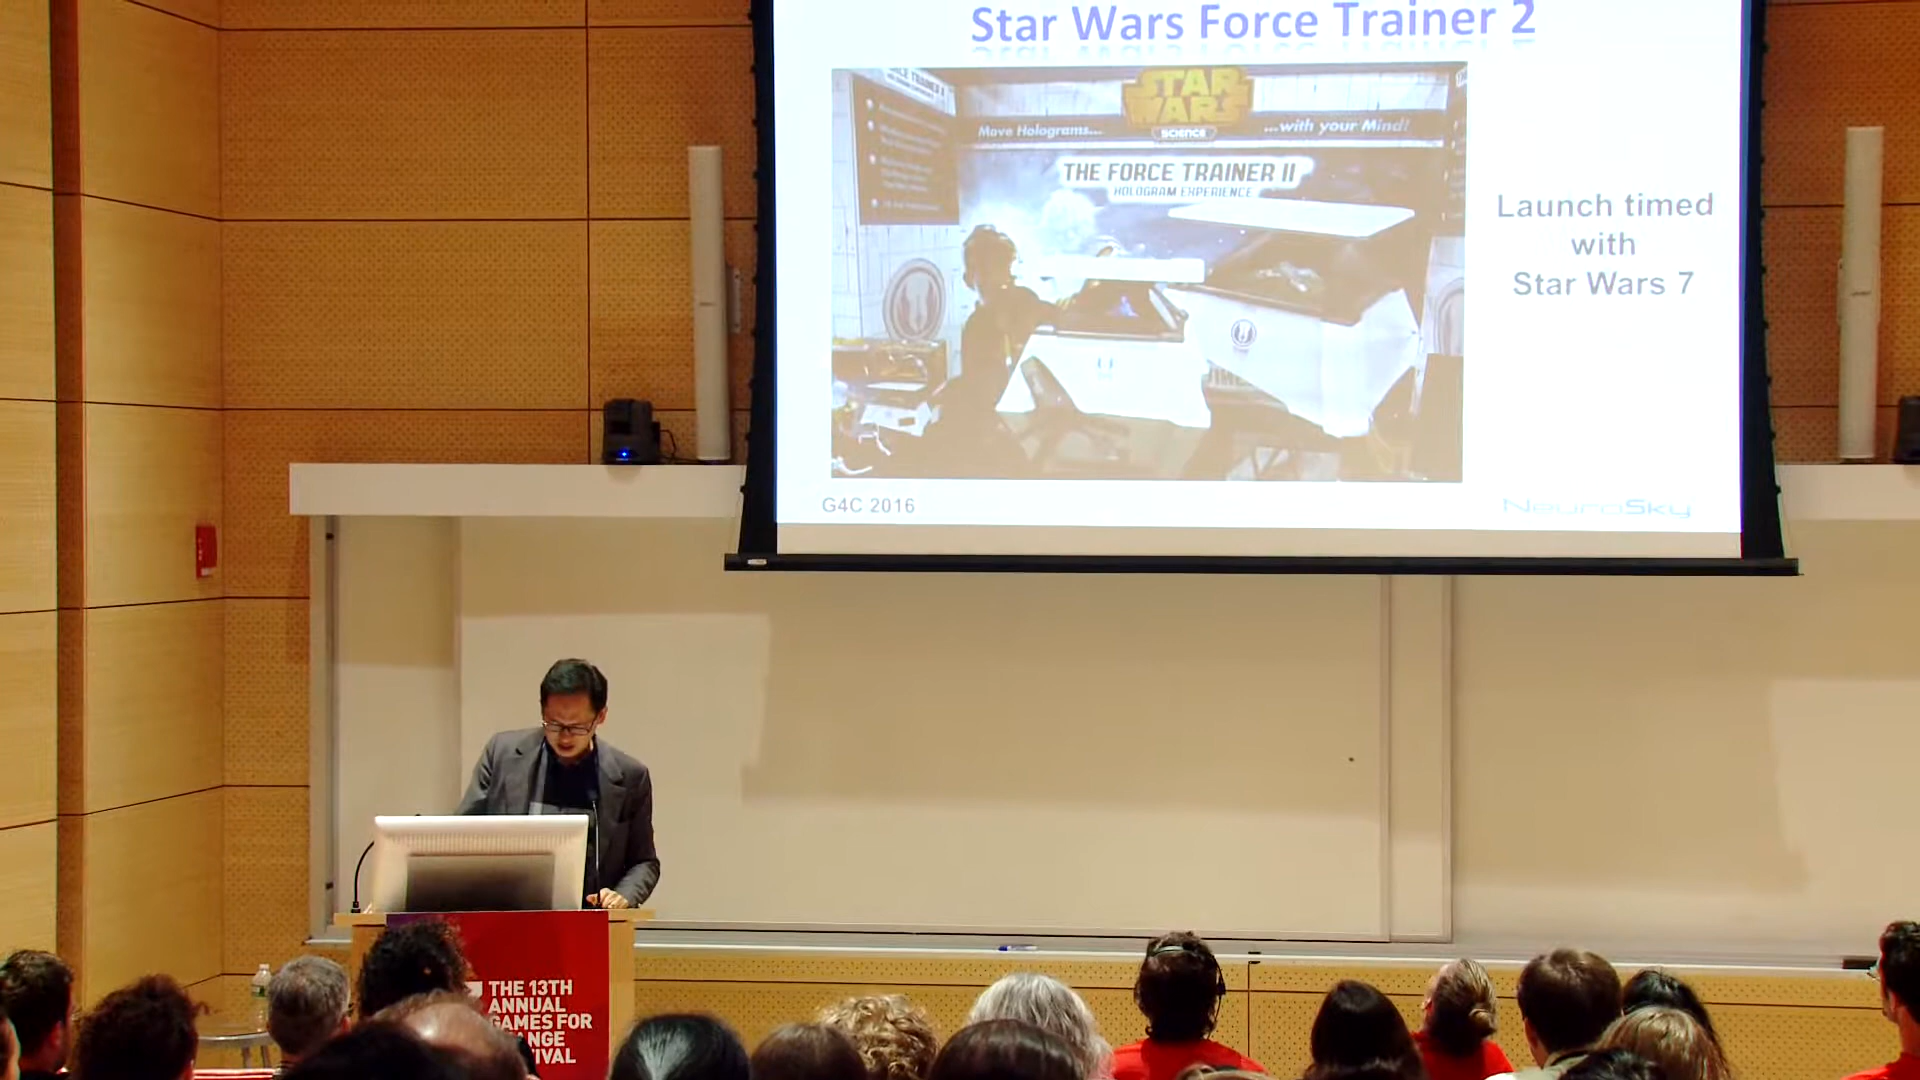 Star Wars Force Trainer 2
STAR
WARS
SCIENCE
Move Holograms... ...with your Mind!
THE FORCE TRAINER II
HOLOGRAM EXPERIENCE
Launch timed
with
Star Wars 7
G4C 2016
NeuroSky
THE 13TH
ANNUAL
GAMES FOR
ANGE
IVAL